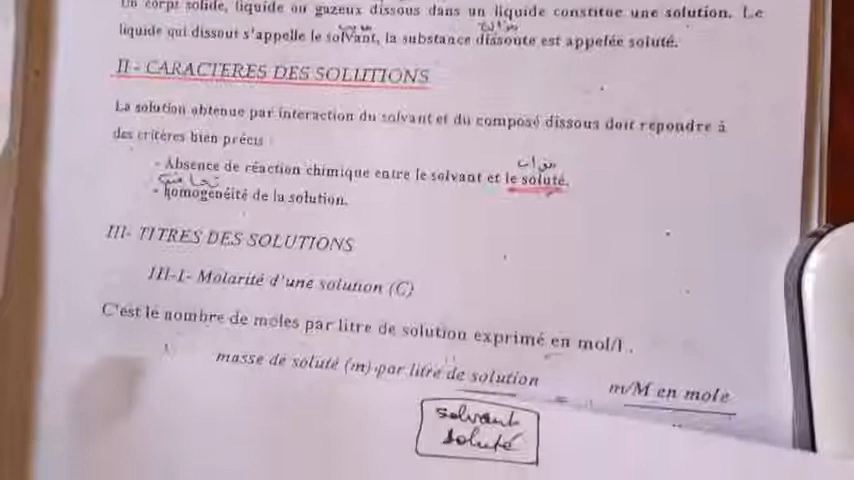 Un corps solide, liquide ou gazeux dissous dans un liquide constitue une solution. Le
liquide qui dissout s'appelle le solvant, la substance dissoute est appelée soluté.
II - CARACTERES DES SOLUTIONS
La solution obtenue par interaction du solvant et du composé dissous doit repondre à
des critères bien précis :
- Absence de réaction chimique entre le solvant et le soluté.
- homogénéité de la solution.
III- TITRES DES SOLUTIONS
III-1- Molarité d'une solution (C)
C'est le nombre de moles par litre de solution exprimé en mol/l.
masse de soluté (m) par litre de solution = m/M en mole
solvant
soluté